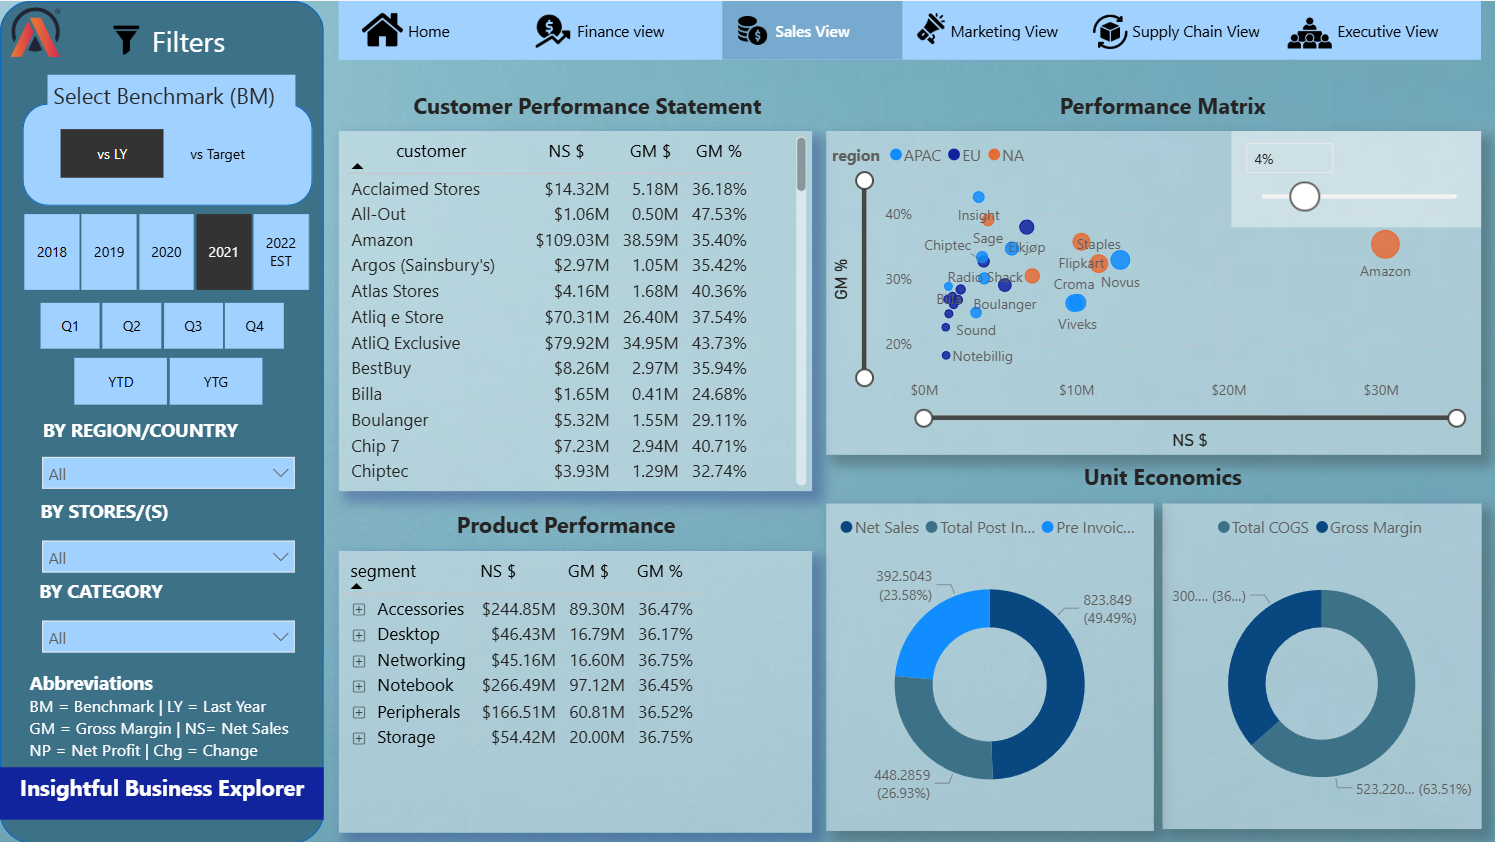 Filters
Select Benchmark (BM)
vs LY
vs Target
2018
2019
2020
2021
2022
EST
Q1
Q2
Q3
Q4
YTD
YTG
BY REGION/COUNTRY
All
BY STORES/(S)
All
BY CATEGORY
All
Abbreviations
BM = Benchmark | LY = Last Year
GM = Gross Margin | NS= Net Sales
NP = Net Profit | Chg = Change
Insightful Business Explorer
Home
Finance view
Sales View
Marketing View
Supply Chain View
Executive View
Customer Performance Statement
customer NS $ GM $ GM %
Acclaimed Stores $14.32M 5.18M 36.18%
All-Out $1.06M 0.50M 47.53%
Amazon $109.03M 38.59M 35.40%
Argos (Sainsbury's) $2.97M 1.05M 35.42%
Atlas Stores $4.16M 1.68M 40.36%
Atliq e Store $70.31M 26.40M 37.54%
AtliQ Exclusive $79.92M 34.95M 43.73%
BestBuy $8.26M 2.97M 35.94%
Billa $1.65M 0.41M 24.68%
Boulanger $5.32M 1.55M 29.11%
Chip 7 $7.23M 2.94M 40.71%
Chiptec $3.93M 1.29M 32.74%
Product Performance
segment NS $ GM $ GM %
Accessories $244.85M 89.30M 36.47%
Desktop $46.43M 16.79M 36.17%
Networking $45.16M 16.60M 36.75%
Notebook $266.49M 97.12M 36.45%
Peripherals $166.51M 60.81M 36.52%
Storage $54.42M 20.00M 36.75%
Performance Matrix
region APAC EU NA
4%
GM %
40%
30%
20%
Insight
Chiptec
Sage
Elkjøp
Staples
Flipkart
Amazon
Radio Shack
Croma
Novus
Billa
Boulanger
Sound
Viveks
Notebillig
$0M
$10M
$20M
$30M
NS $
Unit Economics
Net Sales Total Post In... Pre Invoic...
392.5043
(23.58%)
823.849
(49.49%)
448.2859
(26.93%)
Total COGS Gross Margin
300.... (36...)
523.220... (63.51%)